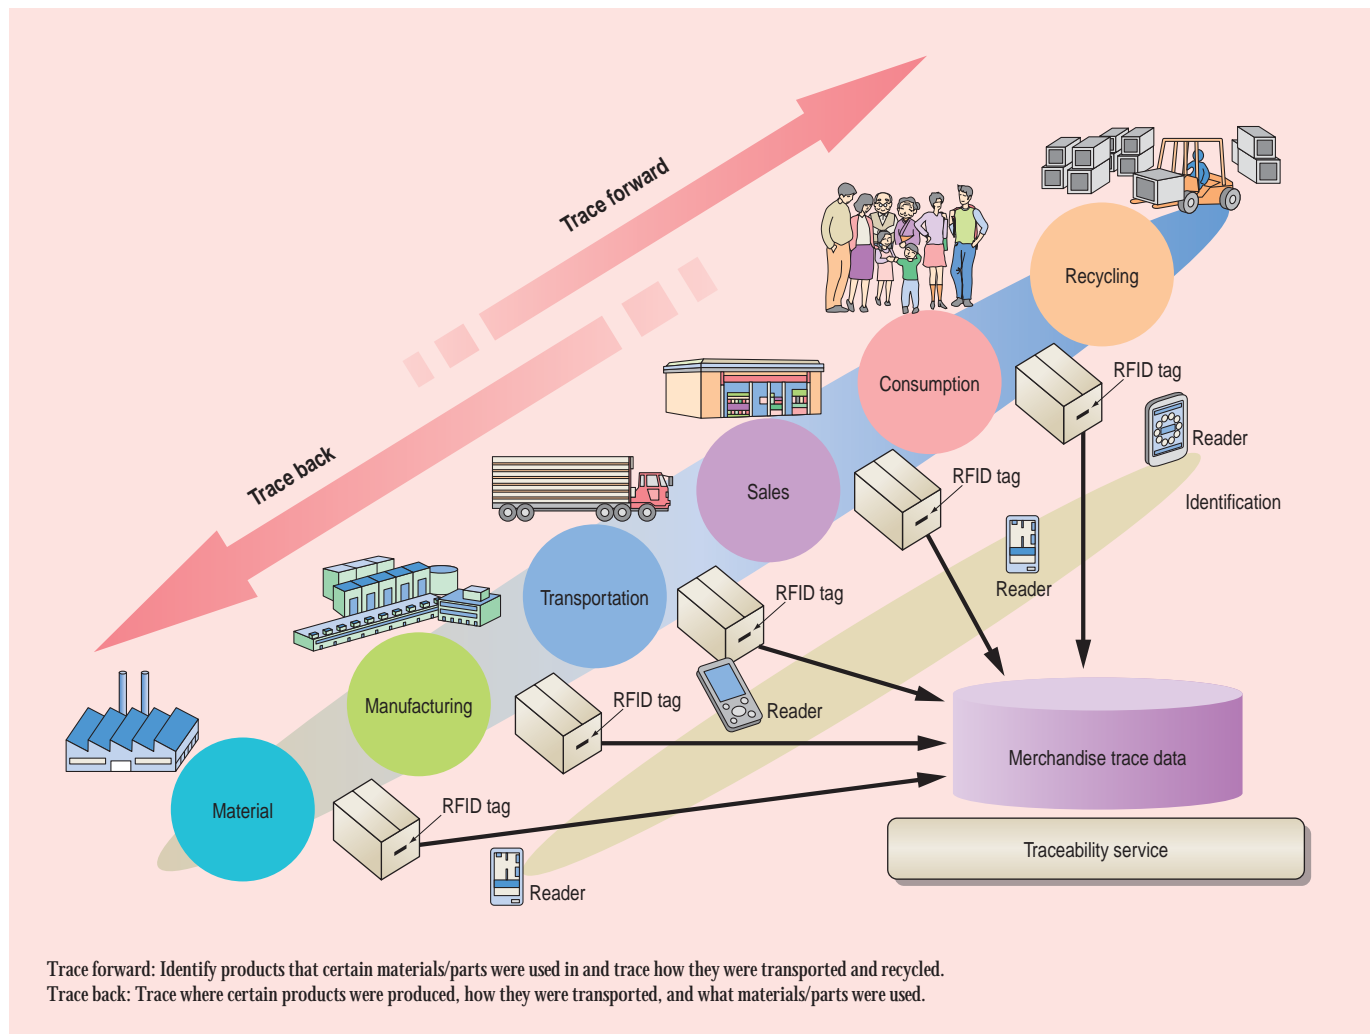 Trace forward
Recycling
Consumption
RFID tag
Reader
Trace back
Sales
RFID tag
Identification
Reader
Transportation
RFID tag
Manufacturing
RFID tag
Reader
Merchandise trace data
Material
RFID tag
Traceability service
Reader
Trace forward: Identify products that certain materials/parts were used in and trace how they were transported and recycled.
Trace back: Trace where certain products were produced, how they were transported, and what materials/parts were used.